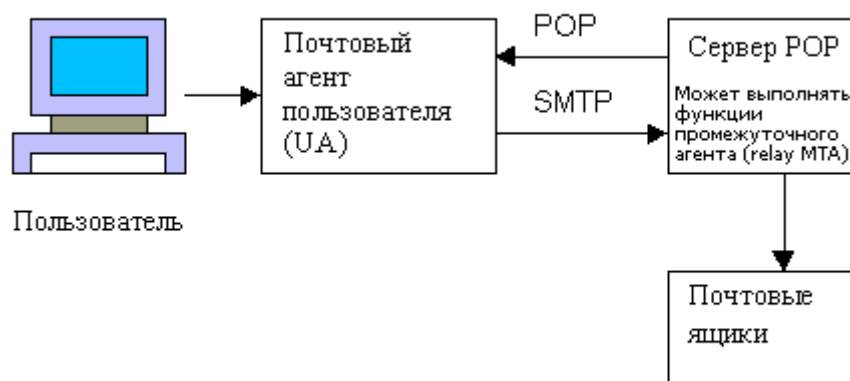 Почтовый
агент
пользователя
(UA)
POP
SMTP
Сервер POP
Может выполнять
функции
промежуточного
агента (relay MTA)
Пользователь
Почтовые
ящики